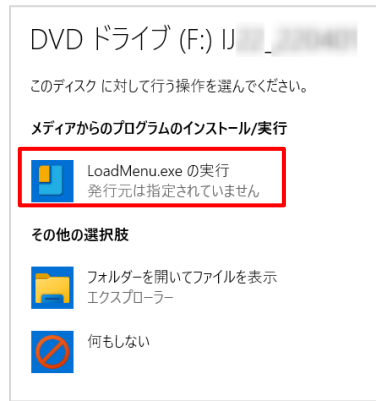 DVD ドライブ (F:) IJ
このディスク に対して行う操作を選んでください。
メディアからのプログラムのインストール/実行
LoadMenu.exe の実行
発行元は指定されていません
その他の選択肢
フォルダーを開いてファイルを表示
エクスプローラー
何もしない